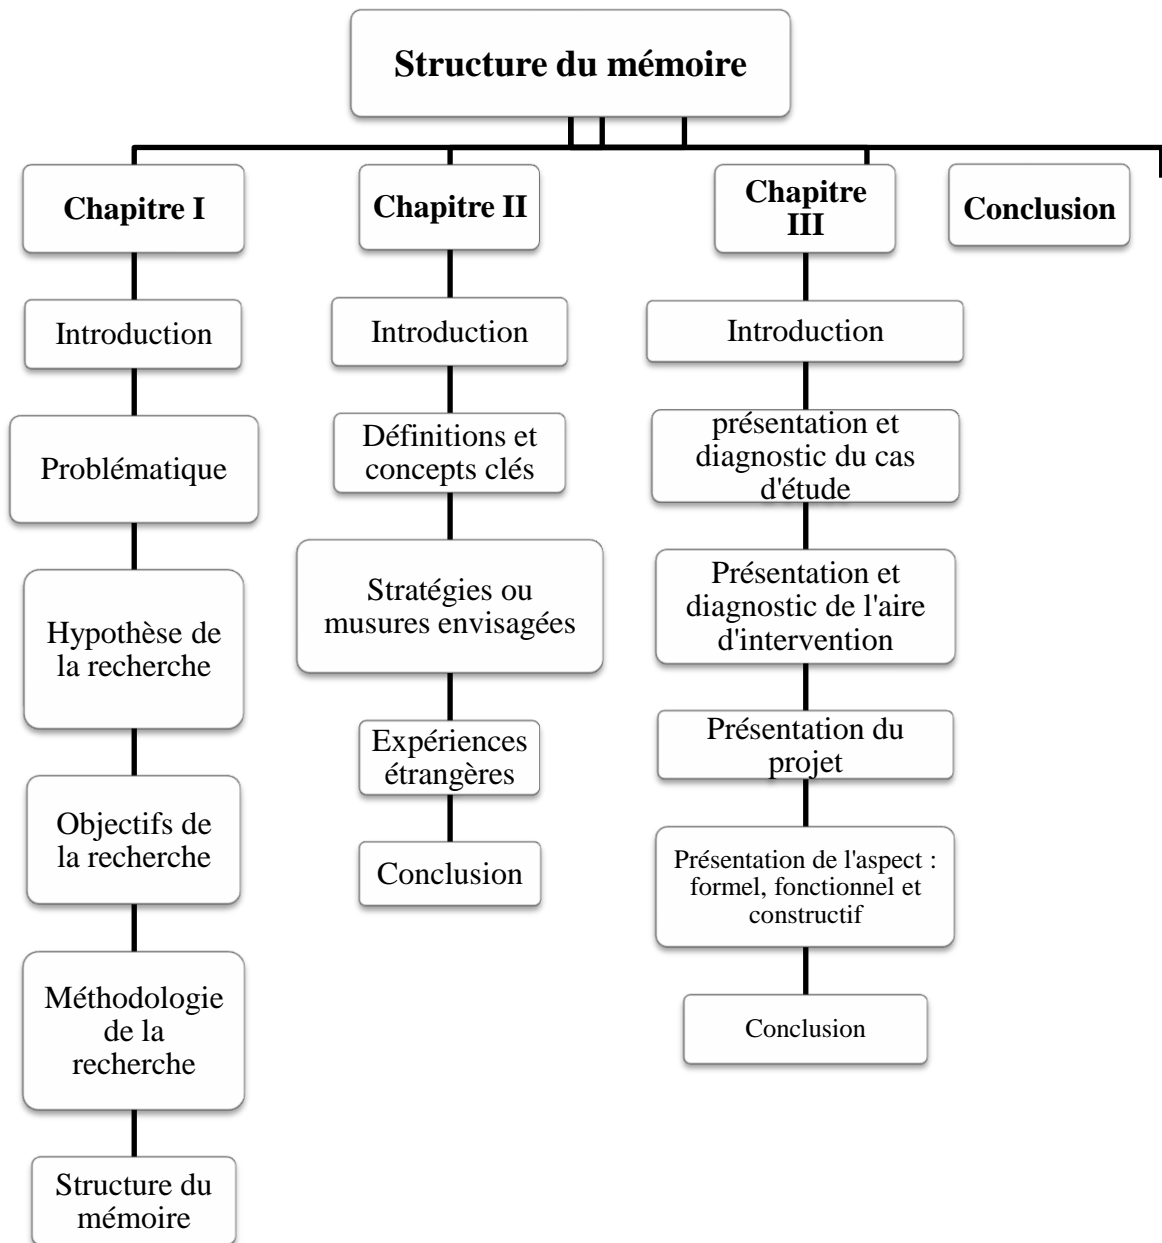 Structure du mémoire
Chapitre I
Introduction
Problématique
Hypothèse de
la recherche
Objectifs de
la recherche
Méthodologie
de la
recherche
Structure du
mémoire
Chapitre II
Introduction
Définitions et
concepts clés
Stratégies ou
musures envisagées
Expériences
étrangères
Conclusion
Chapitre
III
Introduction
présentation et
diagnostic du cas
d'étude
Présentation et
diagnostic de l'aire
d'intervention
Présentation du
projet
Présentation de l'aspect :
formel, fonctionnel et
constructif
Conclusion
Conclusion